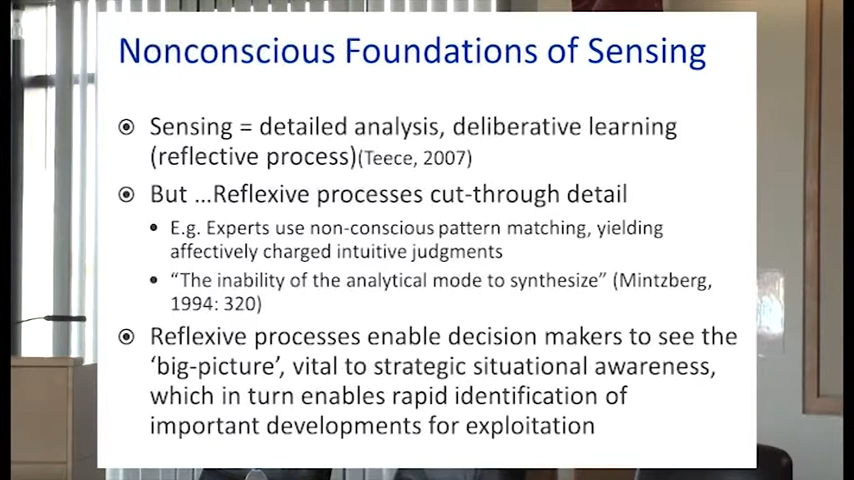 Nonconscious Foundations of Sensing
Sensing = detailed analysis, deliberative learning
(reflective process)(Teece, 2007)
But …Reflexive processes cut-through detail
E.g. Experts use non-conscious pattern matching, yielding
affectively charged intuitive judgments
“The inability of the analytical mode to synthesize” (Mintzberg,
1994: 320)
Reflexive processes enable decision makers to see the
‘big-picture’, vital to strategic situational awareness,
which in turn enables rapid identification of
important developments for exploitation